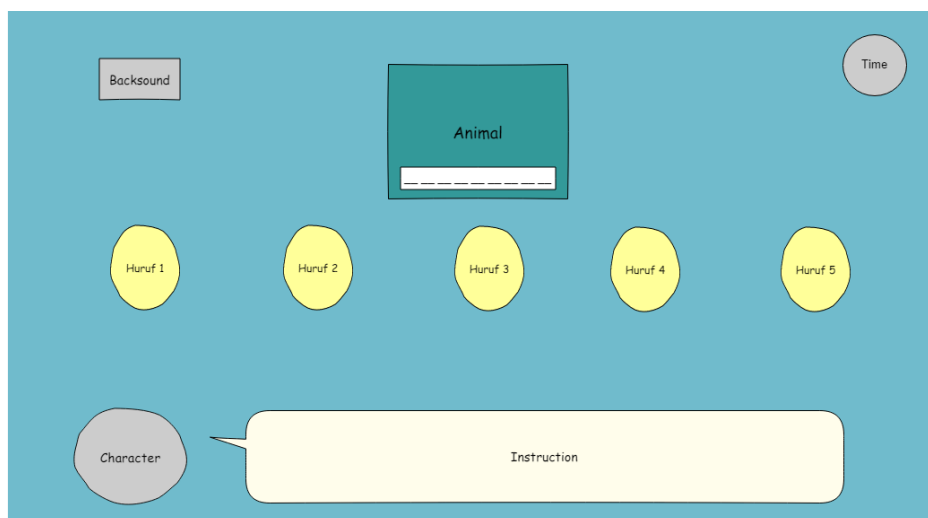 Backsound
Time
Animal
_ _ _ _ _ _ _ _ _
Huruf 1
Huruf 2
Huruf 3
Huruf 4
Huruf 5
Character
Instruction